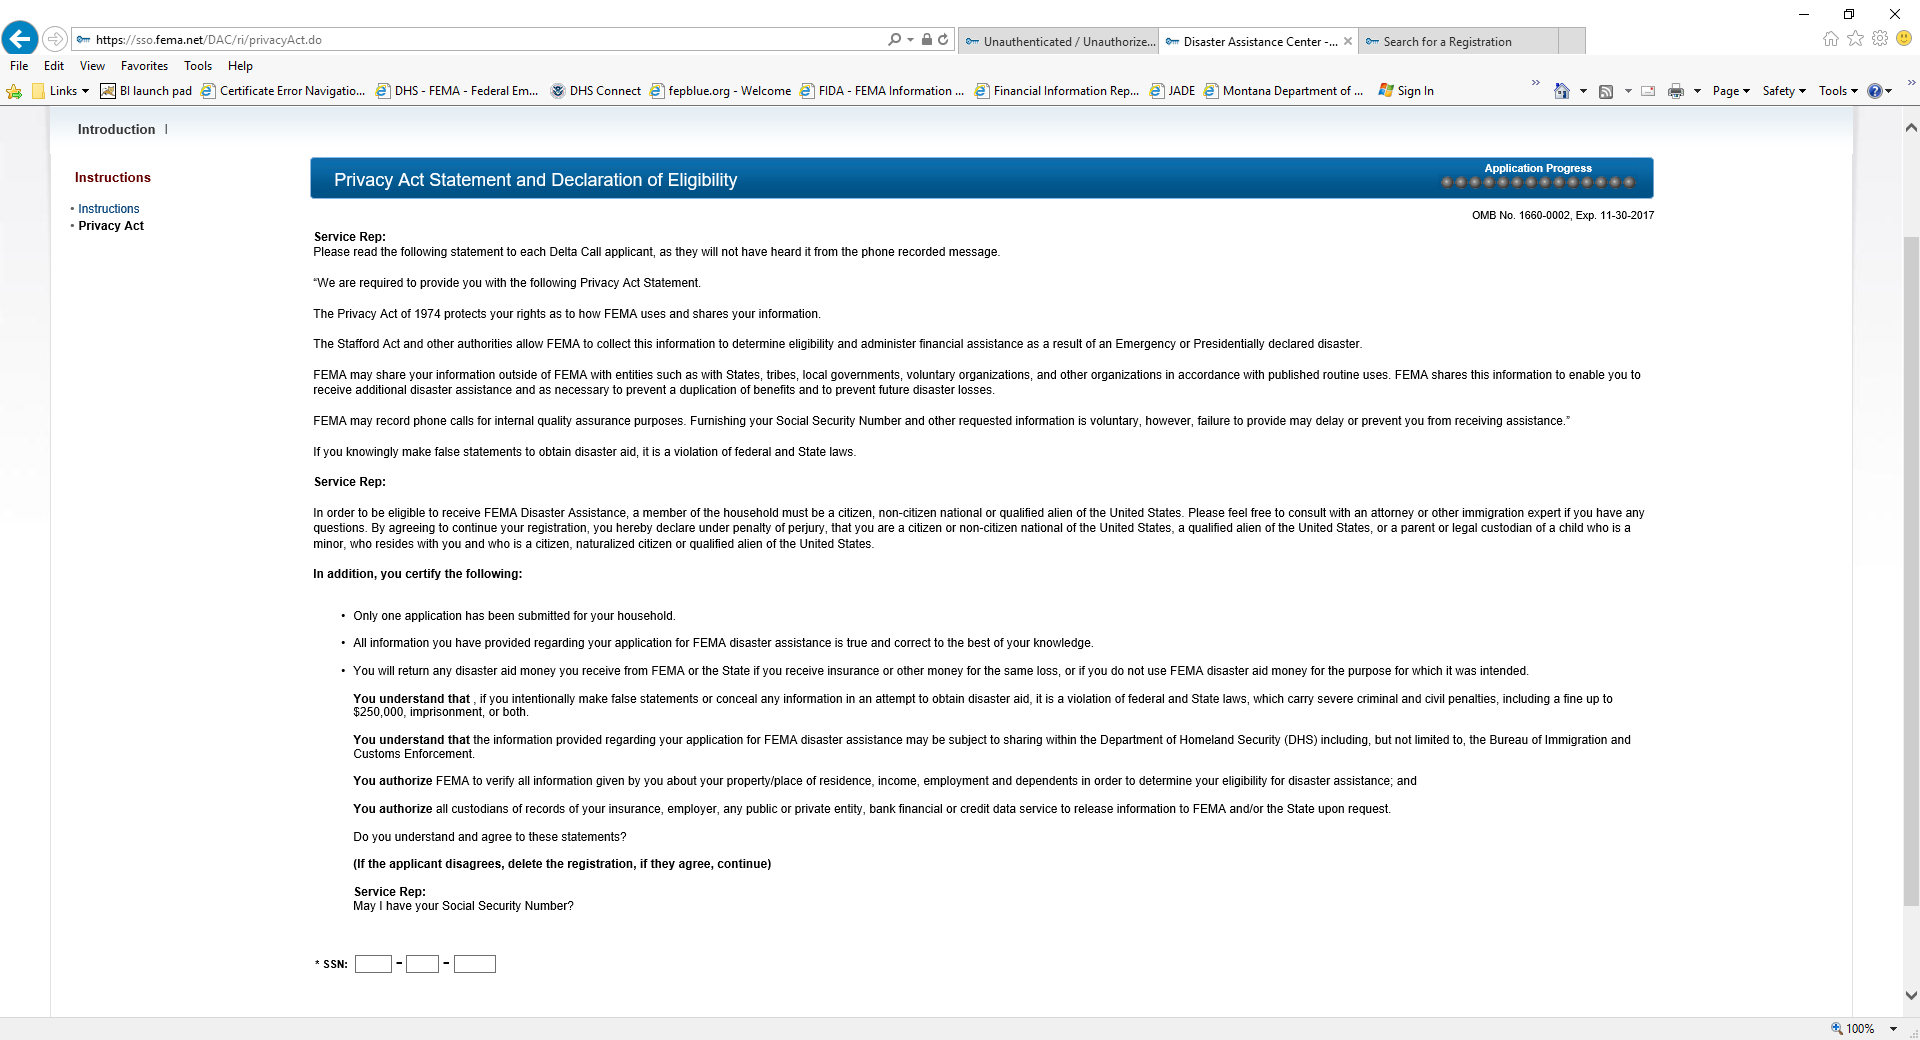 https://sso.fema.net/DAC/ri/privacyAct.do
Unauthenticated / Unauthorize...
Disaster Assistance Center -...
Search for a Registration
File Edit View Favorites Tools Help
Links BI launch pad Certificate Error Navigatio... DHS - FEMA - Federal Em... DHS Connect fepblue.org - Welcome FIDA - FEMA Information ... Financial Information Rep... JADE Montana Department of ... Sign In
Page Safety Tools
Introduction |
Instructions
• Instructions
• Privacy Act
Privacy Act Statement and Declaration of Eligibility
Application Progress
OMB No. 1660-0002, Exp. 11-30-2017
Service Rep:
Please read the following statement to each Delta Call applicant, as they will not have heard it from the phone recorded message.
“We are required to provide you with the following Privacy Act Statement.
The Privacy Act of 1974 protects your rights as to how FEMA uses and shares your information.
The Stafford Act and other authorities allow FEMA to collect this information to determine eligibility and administer financial assistance as a result of an Emergency or Presidentially declared disaster.
FEMA may share your information outside of FEMA with entities such as with States, tribes, local governments, voluntary organizations, and other organizations in accordance with published routine uses. FEMA shares this information to enable you to
receive additional disaster assistance and as necessary to prevent a duplication of benefits and to prevent future disaster losses.
FEMA may record phone calls for internal quality assurance purposes. Furnishing your Social Security Number and other requested information is voluntary, however, failure to provide may delay or prevent you from receiving assistance.”
If you knowingly make false statements to obtain disaster aid, it is a violation of federal and State laws.
Service Rep:
In order to be eligible to receive FEMA Disaster Assistance, a member of the household must be a citizen, non-citizen national or qualified alien of the United States. Please feel free to consult with an attorney or other immigration expert if you have any
questions. By agreeing to continue your registration, you hereby declare under penalty of perjury, that you are a citizen or non-citizen national of the United States, a qualified alien of the United States, or a parent or legal custodian of a child who is a
minor, who resides with you and who is a citizen, naturalized citizen or qualified alien of the United States.
In addition, you certify the following:
• Only one application has been submitted for your household.
• All information you have provided regarding your application for FEMA disaster assistance is true and correct to the best of your knowledge.
• You will return any disaster aid money you receive from FEMA or the State if you receive insurance or other money for the same loss, or if you do not use FEMA disaster aid money for the purpose for which it was intended.
You understand that , if you intentionally make false statements or conceal any information in an attempt to obtain disaster aid, it is a violation of federal and State laws, which carry severe criminal and civil penalties, including a fine up to
$250,000, imprisonment, or both.
You understand that the information provided regarding your application for FEMA disaster assistance may be subject to sharing within the Department of Homeland Security (DHS) including, but not limited to, the Bureau of Immigration and
Customs Enforcement.
You authorize FEMA to verify all information given by you about your property/place of residence, income, employment and dependents in order to determine your eligibility for disaster assistance; and
You authorize all custodians of records of your insurance, employer, any public or private entity, bank financial or credit data service to release information to FEMA and/or the State upon request.
Do you understand and agree to these statements?
(If the applicant disagrees, delete the registration, if they agree, continue)
Service Rep:
May I have your Social Security Number?
* SSN: - -
100%